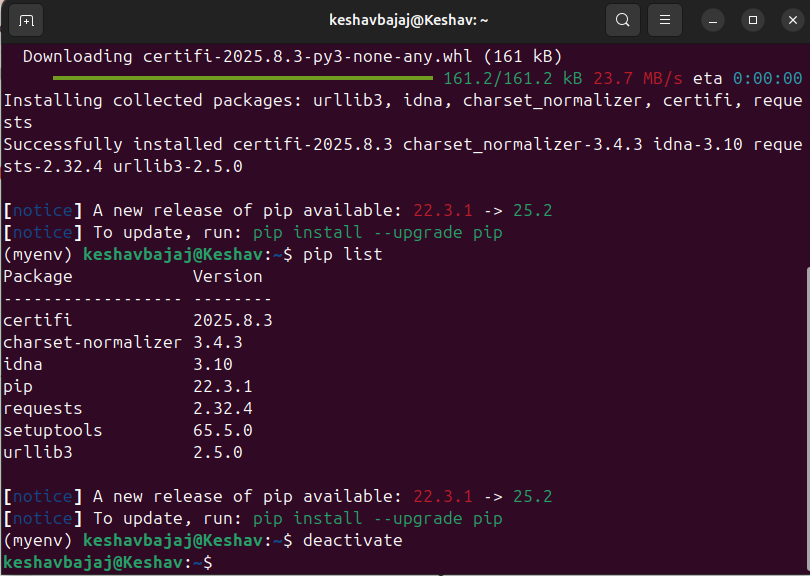 keshavbajaj@Keshav: ~
Downloading certifi-2025.8.3-py3-none-any.whl (161 kB)
161.2/161.2 kB 23.7 MB/s eta 0:00:00
Installing collected packages: urllib3, idna, charset_normalizer, certifi, reque
sts
Successfully installed certifi-2025.8.3 charset_normalizer-3.4.3 idna-3.10 reque
sts-2.32.4 urllib3-2.5.0
[notice] A new release of pip available: 22.3.1 -> 25.2
[notice] To update, run: pip install --upgrade pip
(myenv) keshavbajaj@Keshav:~$ pip list
Package            Version
------------------ --------
certifi            2025.8.3
charset-normalizer 3.4.3
idna               3.10
pip                22.3.1
requests           2.32.4
setuptools         65.5.0
urllib3            2.5.0
[notice] A new release of pip available: 22.3.1 -> 25.2
[notice] To update, run: pip install --upgrade pip
(myenv) keshavbajaj@Keshav:~$ deactivate
keshavbajaj@Keshav:~$